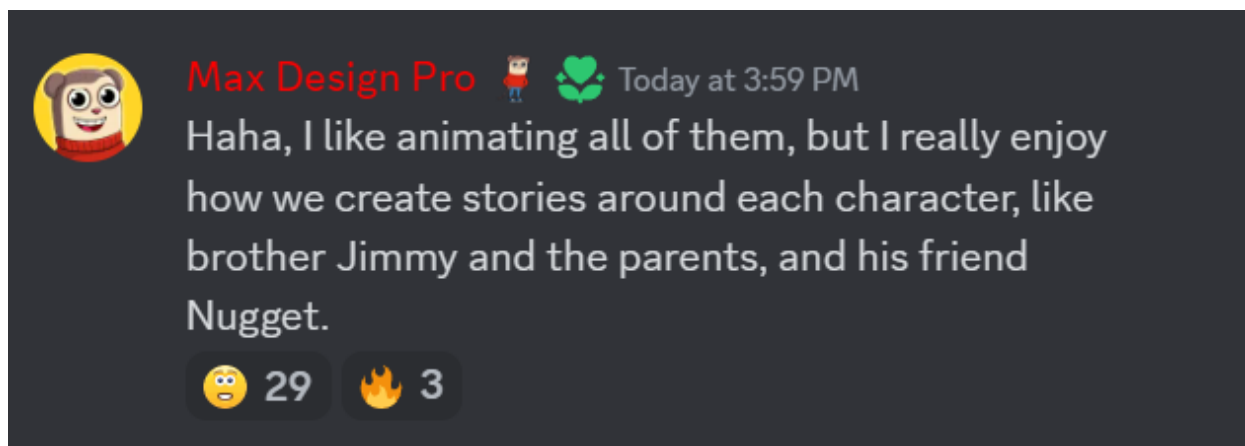 Max Design Pro Today at 3:59 PM
Haha, I like animating all of them, but I really enjoy
how we create stories around each character, like
brother Jimmy and the parents, and his friend
Nugget.
29 3